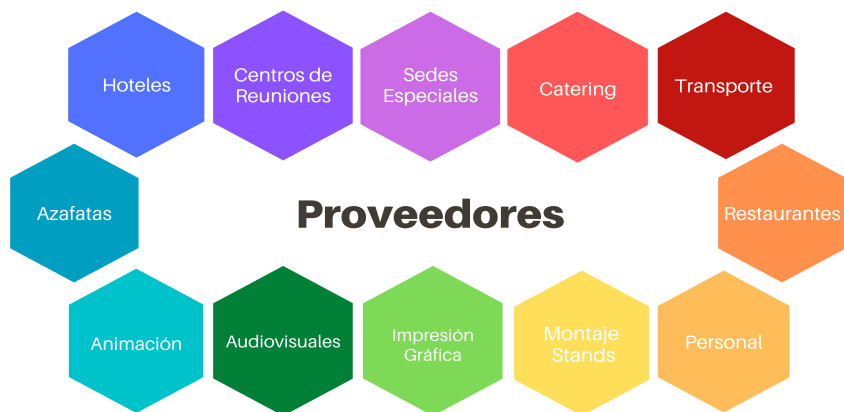 Hoteles
Centros de
Reuniones
Sedes
Especiales
Catering
Transporte
Azafatas
Proveedores
Restaurantes
Animación
Audiovisuales
Impresión
Gráfica
Montaje
Stands
Personal